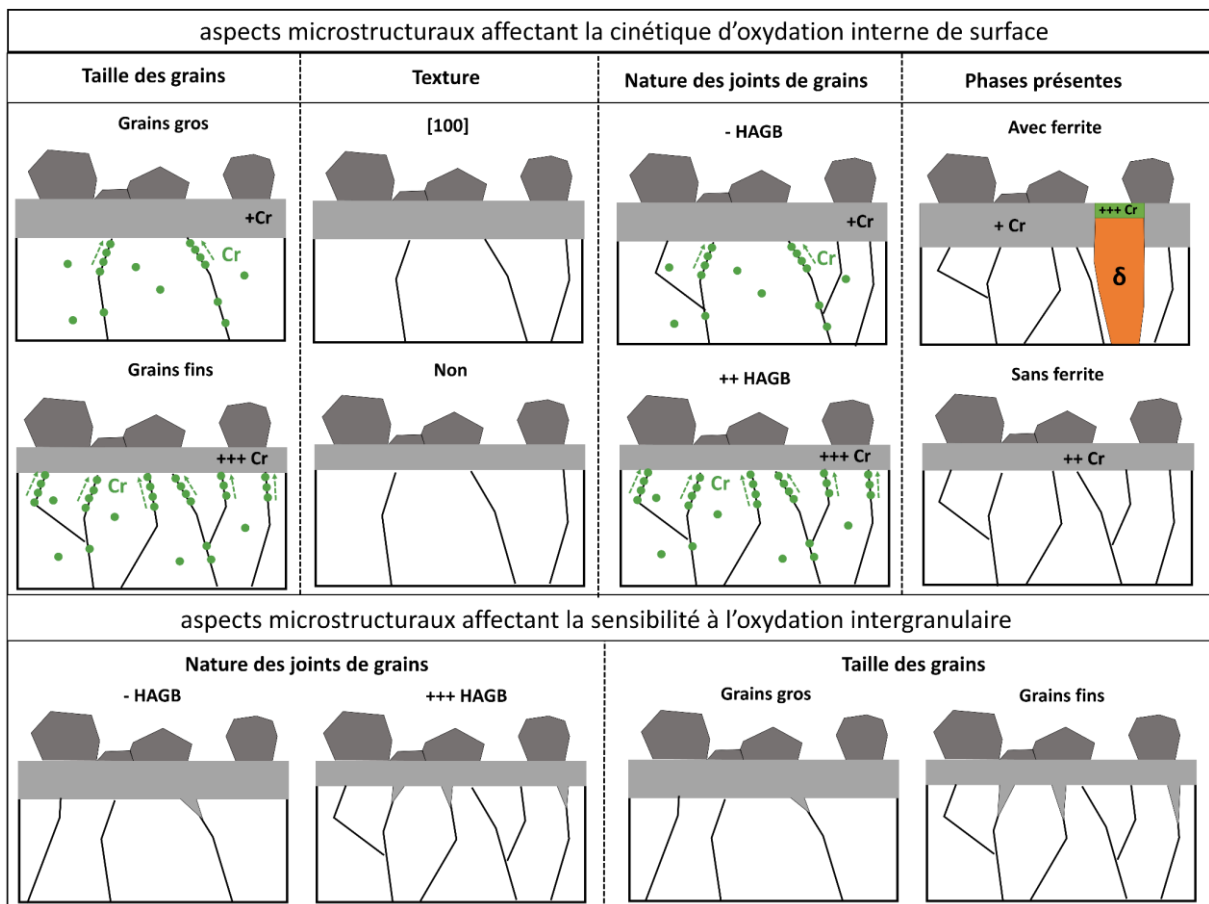 aspects microstructuraux affectant la cinétique d'oxydation interne de surface
Taille des grains
Texture
Nature des joints de grains
Phases présentes
Grains gros
[100]
- HAGB
Avec ferrite
+Cr
Cr
+Cr
Cr
+++ Cr
+ Cr
δ
Grains fins
Non
++ HAGB
Sans ferrite
+++ Cr
Cr
+++ Cr
Cr
++ Cr
aspects microstructuraux affectant la sensibilité à l'oxydation intergranulaire
Nature des joints de grains
Taille des grains
- HAGB
+++ HAGB
Grains gros
Grains fins